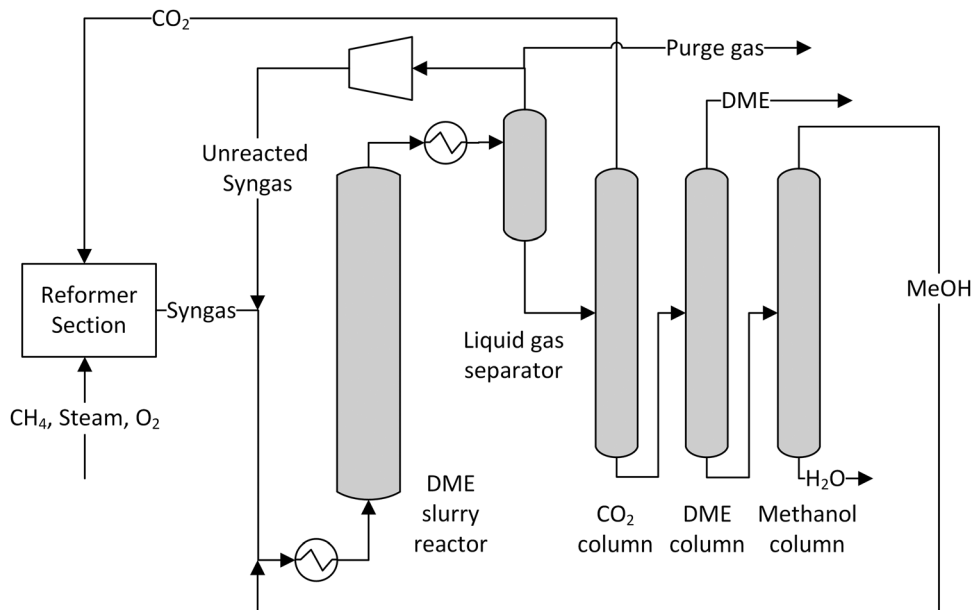 CO₂
Purge gas
DME
Unreacted
Syngas
Reformer
Section
Syngas
MeOH
Liquid gas
separator
CH₄, Steam, O₂
H₂O
DME
slurry
reactor
CO₂
column
DME
column
Methanol
column